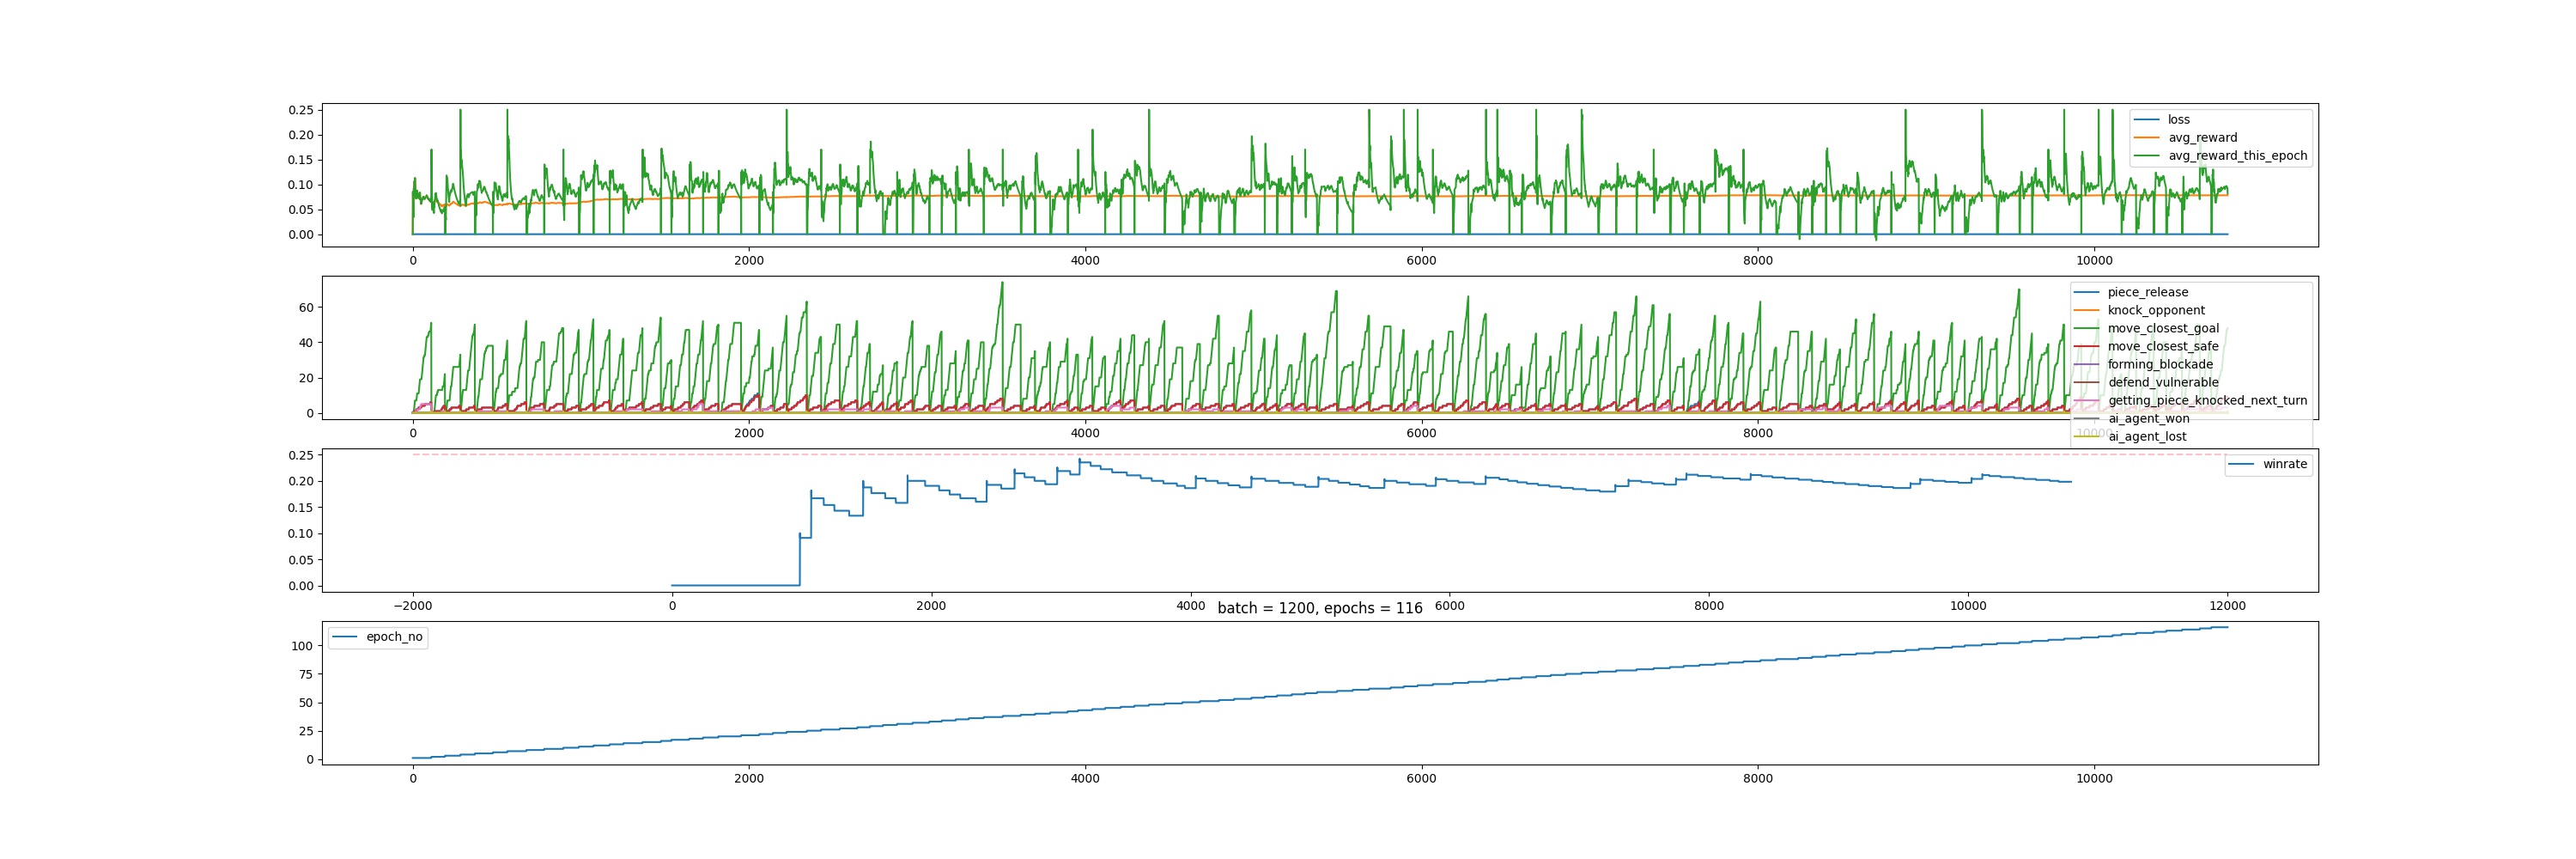 0.25
0.20
0.15
0.10
0.05
0.00
loss
avg_reward
avg_reward_this_epoch
0 2000 4000 6000 8000 10000
60
40
20
0
piece_release
knock_opponent
move_closest_goal
move_closest_safe
forming_blockade
defend_vulnerable
getting_piece_knocked_next_turn
ai_agent_won
ai_agent_lost
0 2000 4000 6000 8000 10000
0.25
0.20
0.15
0.10
0.05
0.00
winrate
−2000 0 2000 4000 6000 8000 10000 12000
batch = 1200, epochs = 116
100
75
50
25
0
epoch_no
0 2000 4000 6000 8000 10000